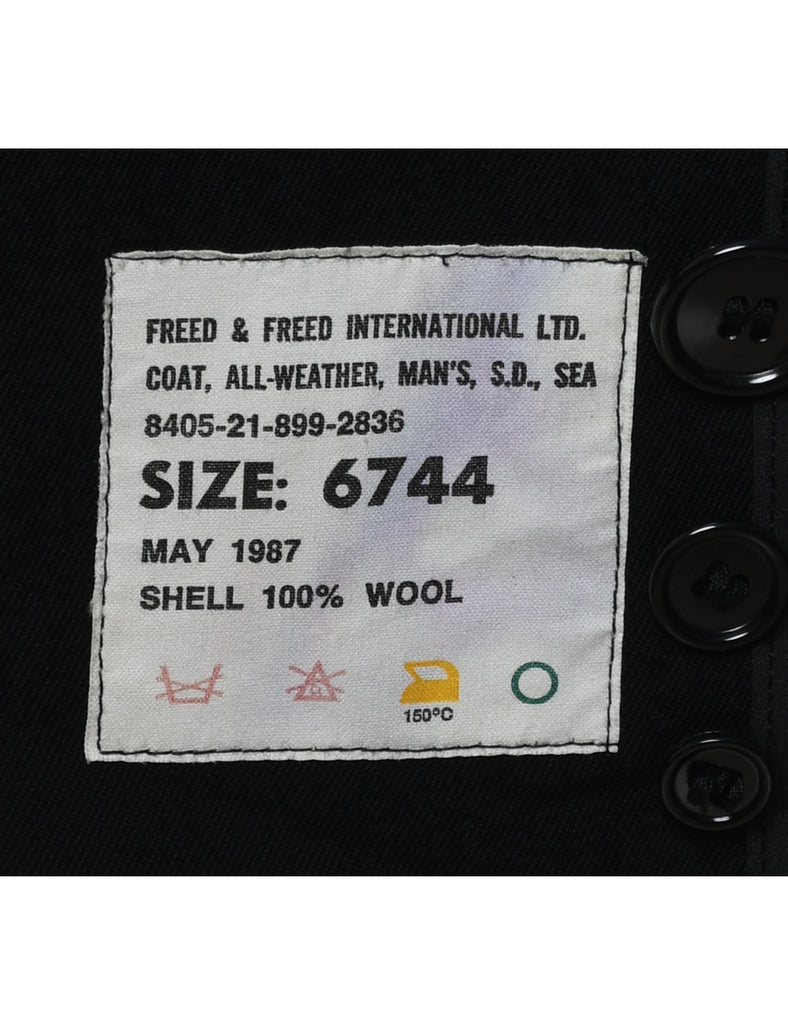 FREED & FREED INTERNATIONAL LTD.
COAT, ALL-WEATHER, MAN'S, S.D., SEA
8405-21-899-2836
SIZE: 6744
MAY 1987
SHELL 100% WOOL
CL
150°C